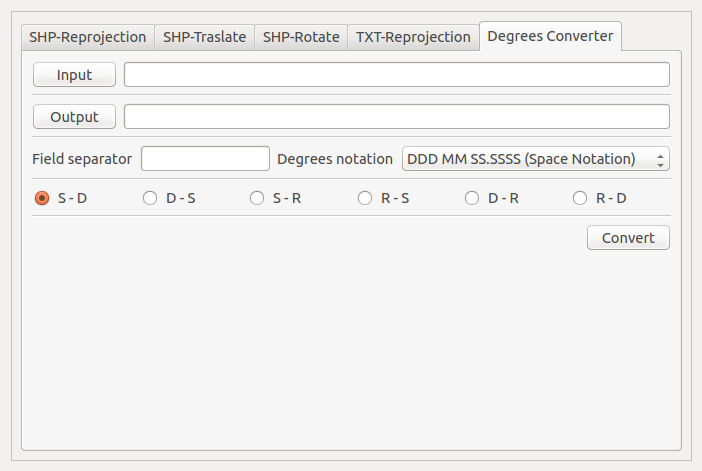 SHP-Reprojection SHP-Traslate SHP-Rotate TXT-Reprojection Degrees Converter
Input
Output
Field separator Degrees notation DDD MM SS.SSSS (Space Notation)
S - D D - S S - R R - S D - R R - D
Convert